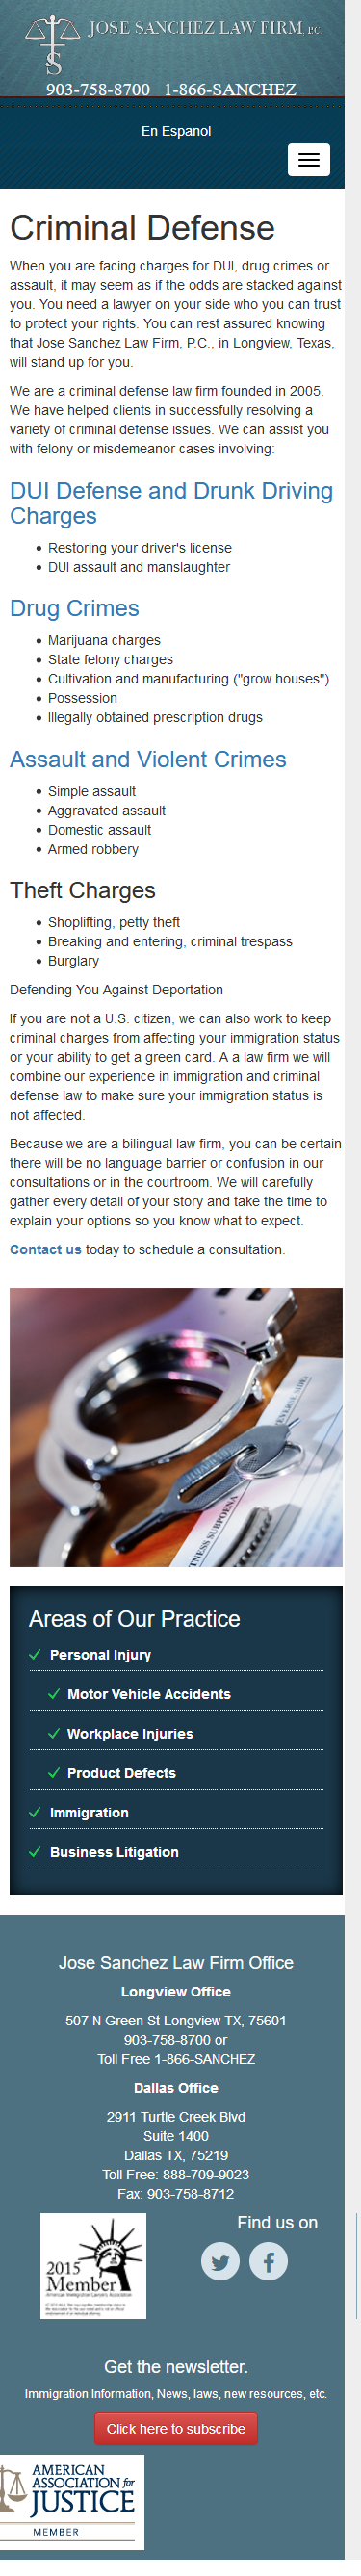 JOSE SANCHEZ LAW FIRM, P.C.
JS
903-758-8700 1-866-SANCHEZ
En Espanol
Criminal Defense
When you are facing charges for DUI, drug crimes or
assault, it may seem as if the odds are stacked against
you. You need a lawyer on your side who you can trust
to protect your rights. You can rest assured knowing
that Jose Sanchez Law Firm, P.C., in Longview, Texas,
will stand up for you.
We are a criminal defense law firm founded in 2005.
We have helped clients in successfully resolving a
variety of criminal defense issues. We can assist you
with felony or misdemeanor cases involving:
DUI Defense and Drunk Driving
Charges
Restoring your driver's license
DUI assault and manslaughter
Drug Crimes
Marijuana charges
State felony charges
Cultivation and manufacturing ("grow houses")
Possession
Illegally obtained prescription drugs
Assault and Violent Crimes
Simple assault
Aggravated assault
Domestic assault
Armed robbery
Theft Charges
Shoplifting, petty theft
Breaking and entering, criminal trespass
Burglary
Defending You Against Deportation
If you are not a U.S. citizen, we can also work to keep
criminal charges from affecting your immigration status
or your ability to get a green card. A a law firm we will
combine our experience in immigration and criminal
defense law to make sure your immigration status is
not affected.
Because we are a bilingual law firm, you can be certain
there will be no language barrier or confusion in our
consultations or in the courtroom. We will carefully
gather every detail of your story and take the time to
explain your options so you know what to expect.
Contact us today to schedule a consultation.
SUBPOENA
Areas of Our Practice
Personal Injury
Motor Vehicle Accidents
Workplace Injuries
Product Defects
Immigration
Business Litigation
Jose Sanchez Law Firm Office
Longview Office
507 N Green St Longview TX, 75601
903-758-8700 or
Toll Free 1-866-SANCHEZ
Dallas Office
2911 Turtle Creek Blvd
Suite 1400
Dallas TX, 75219
Toll Free: 888-709-9023
Fax: 903-758-8712
2015
Member
American Immigration Lawyers Association
Find us on
Get the newsletter.
Immigration Information, News, laws, new resources, etc.
Click here to subscribe
AMERICAN
ASSOCIATION for
JUSTICE
MEMBER